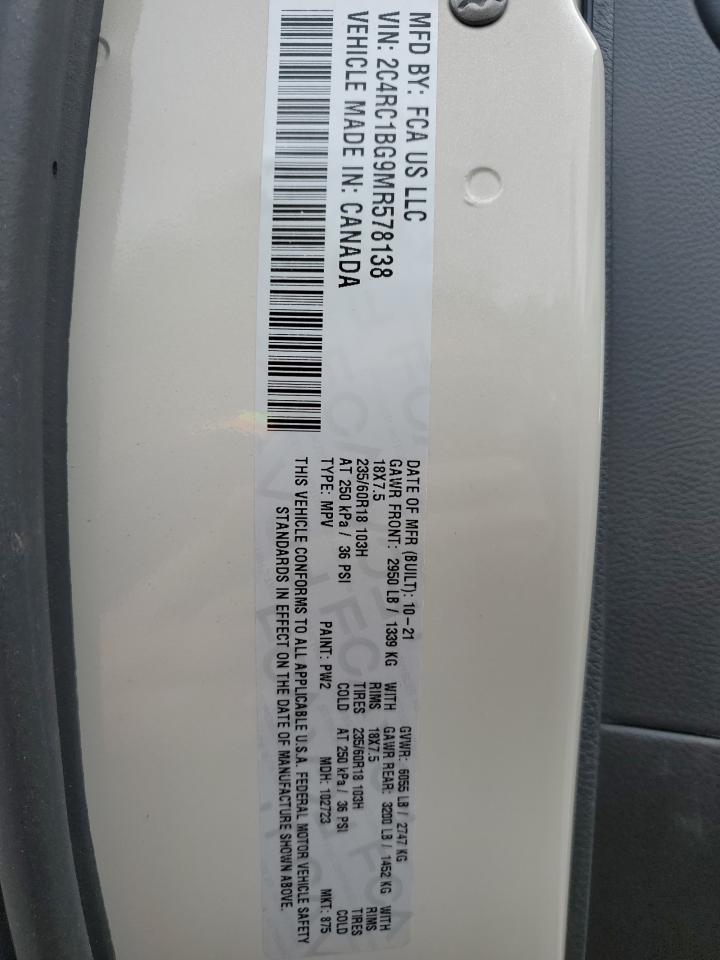 MFD BY: FCA US LLC
VIN: 2C4RC1BG9MR578138
VEHICLE MADE IN: CANADA
DATE OF MFR (BUILT): 10-21 GVWR: 6055 LB / 2747 KG
GAWR FRONT: 2950 LB / 1339 KG WITH GAWR REAR: 3200 LB / 1452 KG WITH
18X7.5 RIMS 18X7.5 RIMS
235/60R18 103H TIRES 235/60R18 103H TIRES
AT 250 kPa / 36 PSI COLD AT 250 kPa / 36 PSI COLD
TYPE: MPV PAINT: PW2 MDH: 102723 MKT: 875
THIS VEHICLE CONFORMS TO ALL APPLICABLE U.S.A. FEDERAL MOTOR VEHICLE SAFETY
STANDARDS IN EFFECT ON THE DATE OF MANUFACTURE SHOWN ABOVE.